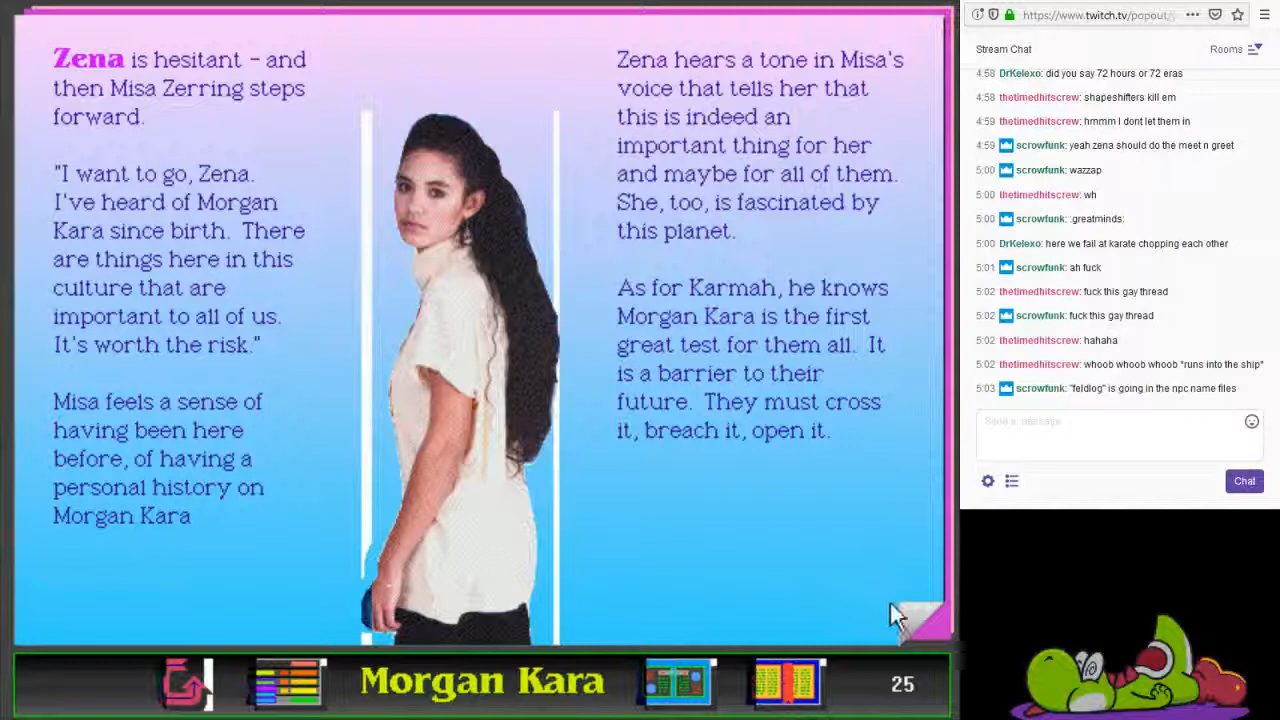 Zena is hesitant - and
then Misa Zerring steps
forward.
"I want to go, Zena.
I've heard of Morgan
Kara since birth. There
are things here in this
culture that are
important to all of us.
It's worth the risk."
Misa feels a sense of
having been here
before, of having a
personal history on
Morgan Kara
Zena hears a tone in Misa's
voice that tells her that
this is indeed an
important thing for her
and maybe for all of them.
She, too, is fascinated by
this planet.
As for Karmah, he knows
Morgan Kara is the first
great test for them all. It
is a barrier to their
future. They must cross
it, breach it, open it.
Morgan Kara
25
https://www.twitch.tv/popout/
Stream Chat
Rooms
4:58 DrKelexo: did you say 72 hours or 72 eras
4:58 thetimedhitscrew: shapeshifters kill em
4:59 thetimedhitscrew: hmmm I dont let them in
4:59 scrowfunk: yeah zena should do the meet n greet
5:00 scrowfunk: wazzap
5:00 thetimedhitscrew: wh
5:00 scrowfunk: :greatminds:
5:00 DrKelexo: here we fail at karate chopping each other
5:01 scrowfunk: ah fuck
5:02 thetimedhitscrew: fuck this gay thread
5:02 scrowfunk: fuck this gay thread
5:02 thetimedhitscrew: hahaha
5:02 thetimedhitscrew: whoob whoob whoob *runs into the ship*
5:03 scrowfunk: "feldlog" is going in the npc name files
Send a message
Chat